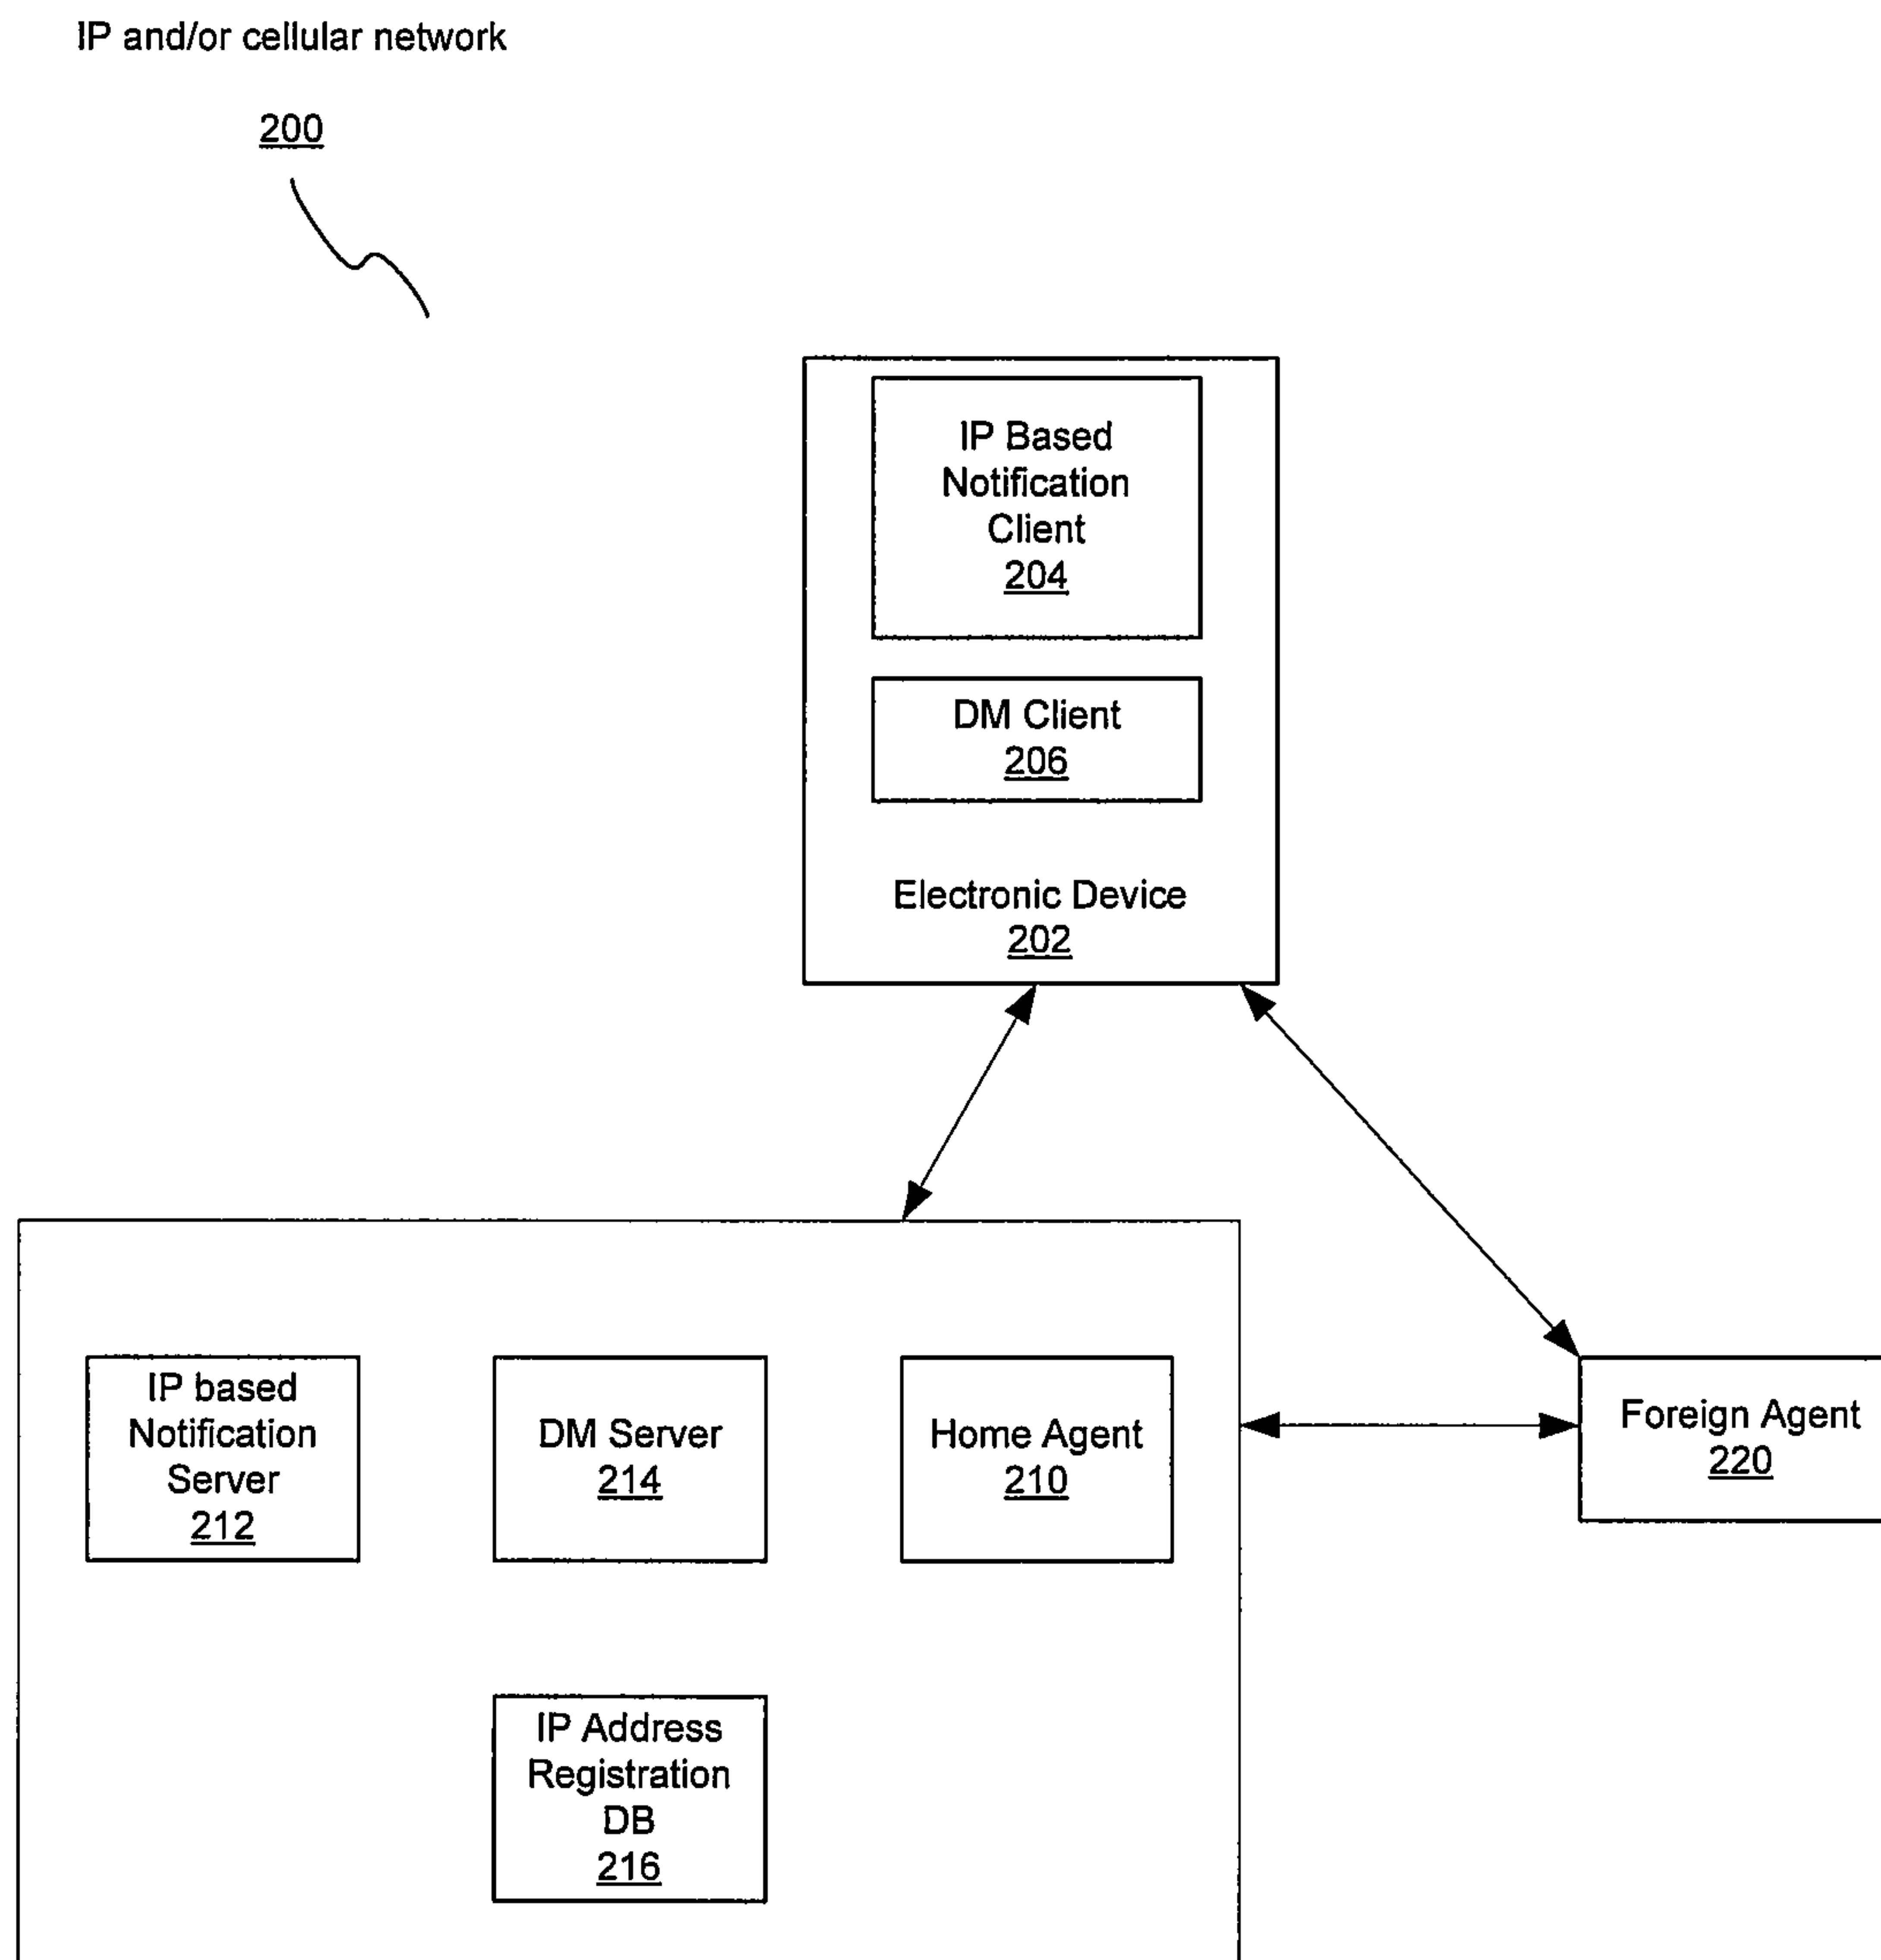 IP and/or cellular network
200
IP Based
Notification
Client
204
DM Client
206
Electronic Device
202
IP based
Notification
Server
212
DM Server
214
Home Agent
210
Foreign Agent
220
IP Address
Registration
DB
216